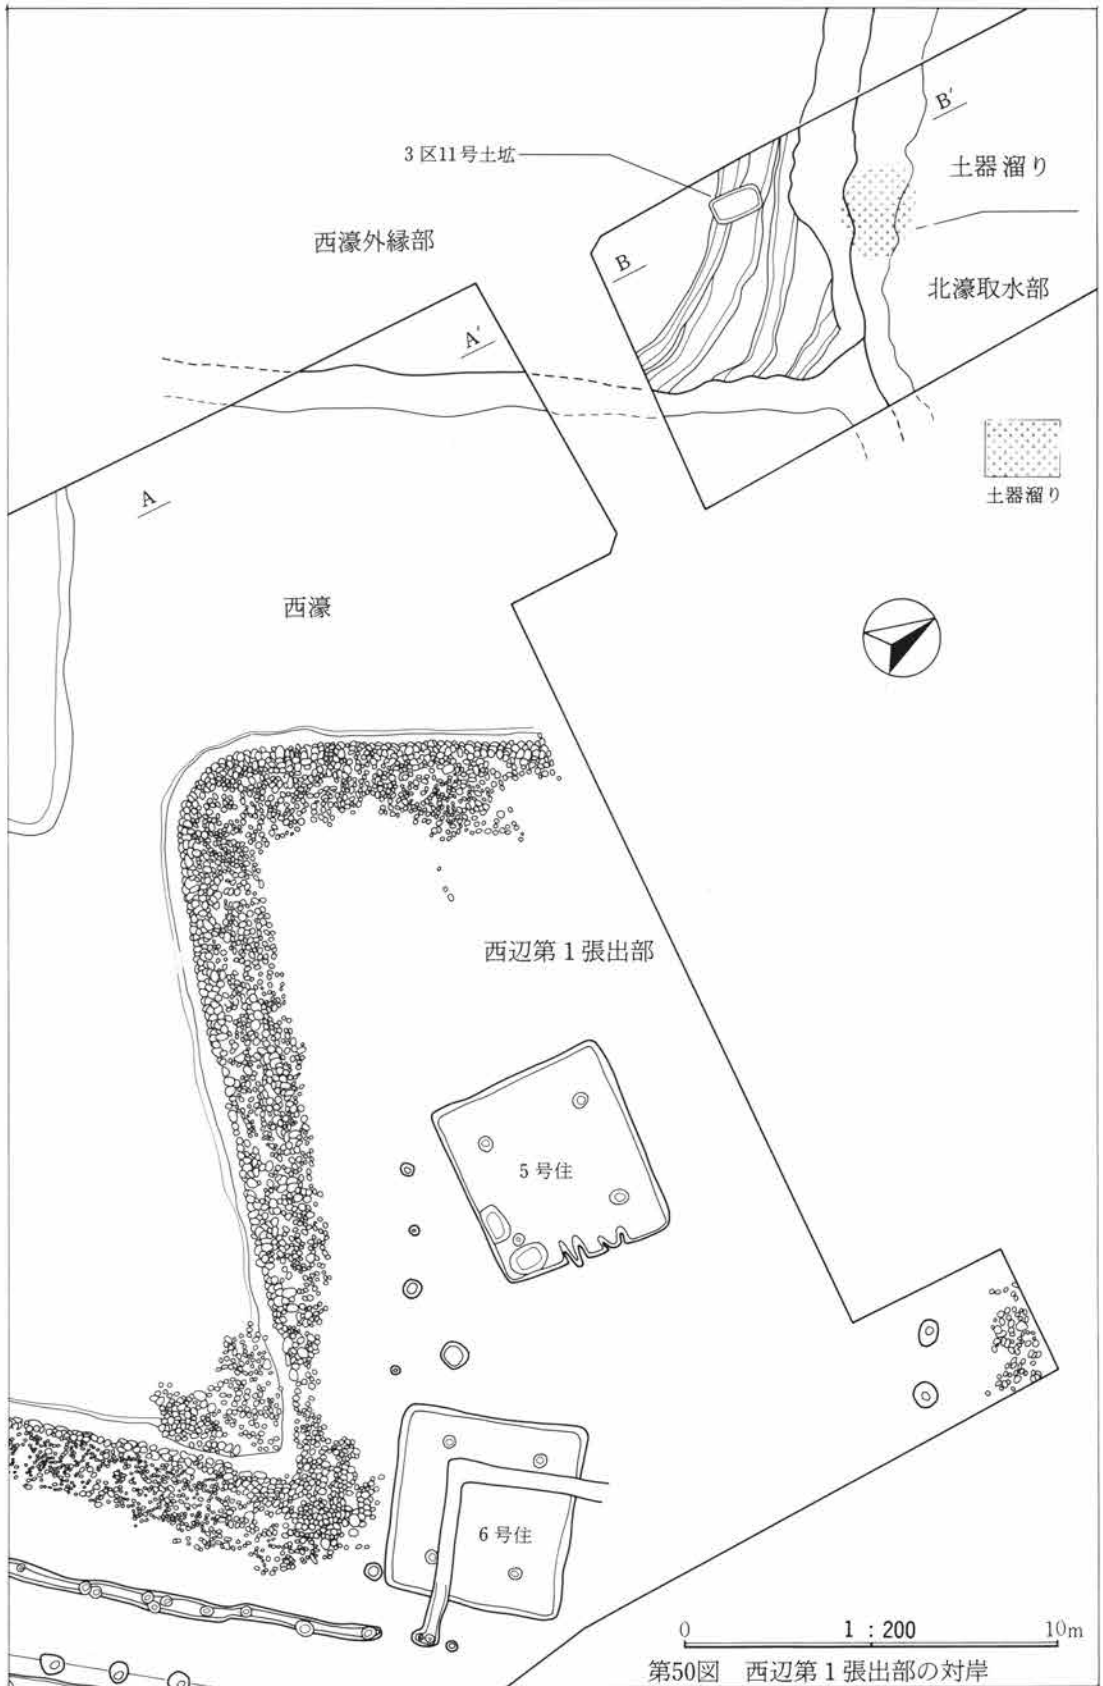 B'
3区11号土坑
土器溜り
西濠外縁部
B
北濠取水部
A'
A
土器溜り
西濠
西辺第1張出部
5号住
6号住
0 1:200 10m
第50図 西辺第1張出部の対岸